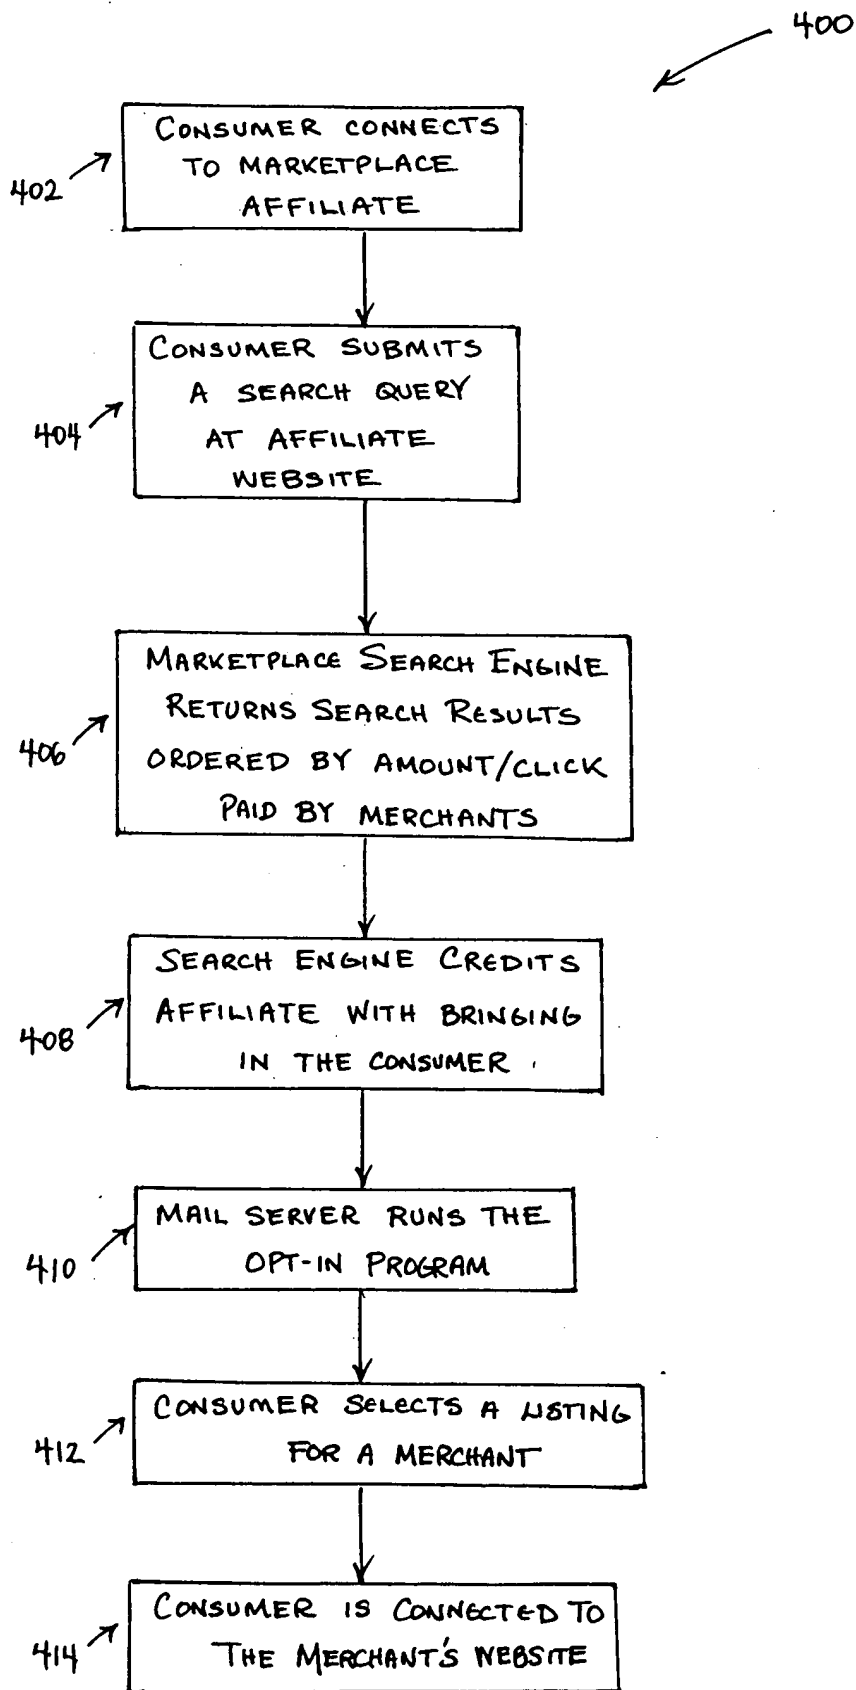 400
CONSUMER CONNECTS
TO MARKETPLACE
AFFILIATE
402
CONSUMER SUBMITS
A SEARCH QUERY
AT AFFILIATE
WEBSITE
404
MARKETPLACE SEARCH ENGINE
RETURNS SEARCH RESULTS
ORDERED BY AMOUNT/CLICK
PAID BY MERCHANTS
406
SEARCH ENGINE CREDITS
AFFILIATE WITH BRINGING
IN THE CONSUMER
408
MAIL SERVER RUNS THE
OPT-IN PROGRAM
410
CONSUMER SELECTS A LISTING
FOR A MERCHANT
412
CONSUMER IS CONNECTED TO
THE MERCHANT'S WEBSITE
414